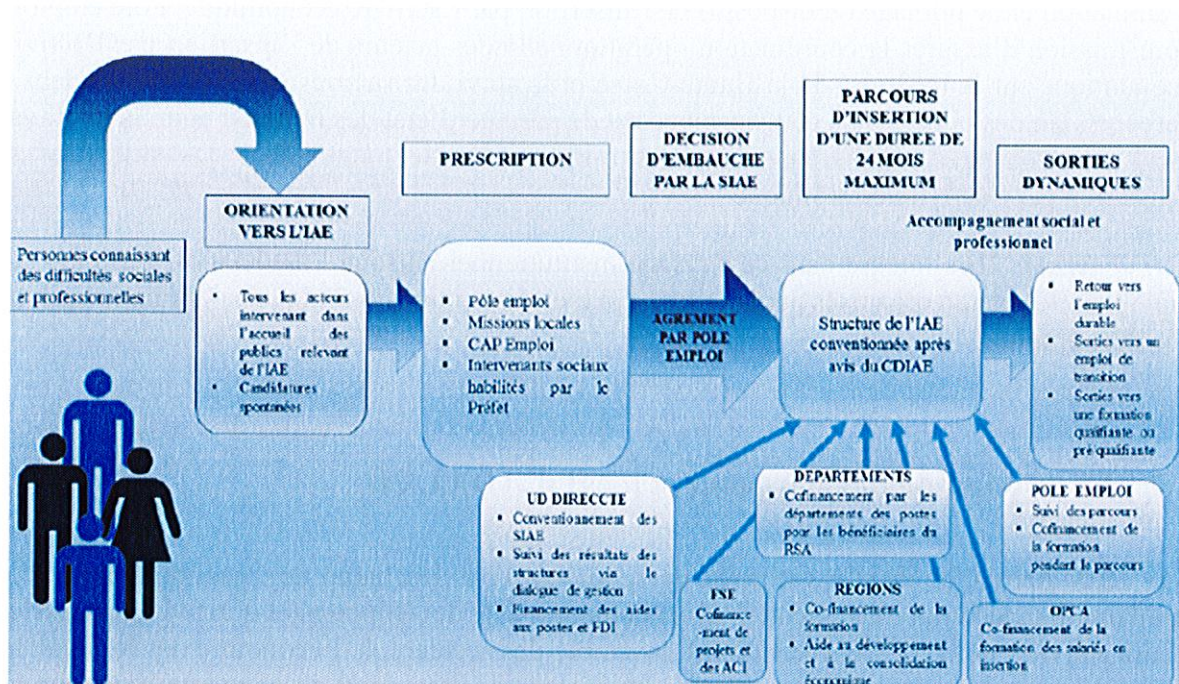 Personnes connaissant
des difficultés sociales
et professionnelles
ORIENTATION
VERS L'IAE
• Tous les acteurs
intervenant dans
l'accueil des
publics relevant
de l'IAE
• Candidatures
spontanées
PRESCRIPTION
▪ Pôle emploi
▪ Missions locales
▪ CAP Emploi
▪ Intervenants sociaux
habilités par le
Préfet
DECISION
D'EMBAUCHE
PAR LA SIAE
AGREMENT
PAR POLE
EMPLOI
PARCOURS
D'INSERTION
D'UNE DUREE DE
24 MOIS
MAXIMUM
Structure de l'IAE
conventionnée après
avis du CDIAE
SORTIES
DYNAMIQUES
Accompagnement social et
professionnel
• Retour vers
l'emploi
durable
• Sorties vers un
emploi de
transition
• Sorties vers
une formation
qualifiante ou
pré qualifiante
UD DIRECCTE
• Conventionnement des
SIAE
• Suivi des résultats des
structures via le
dialogue de gestion
• Financement des aides
aux postes et FDI
FSE
Cofinance
-ment de
projets et
des ACI
DEPARTEMENTS
• Cofinancement par les
départements des postes
pour les bénéficiaires du
RSA
REGIONS
• Co-financement de la
formation
• Aide au développement
et à la consolidation
économique
POLE EMPLOI
• Suivi des parcours
• Cofinancement de
la formation
pendant le parcours
OPCA
Co-financement de la
formation des salariés en
insertion